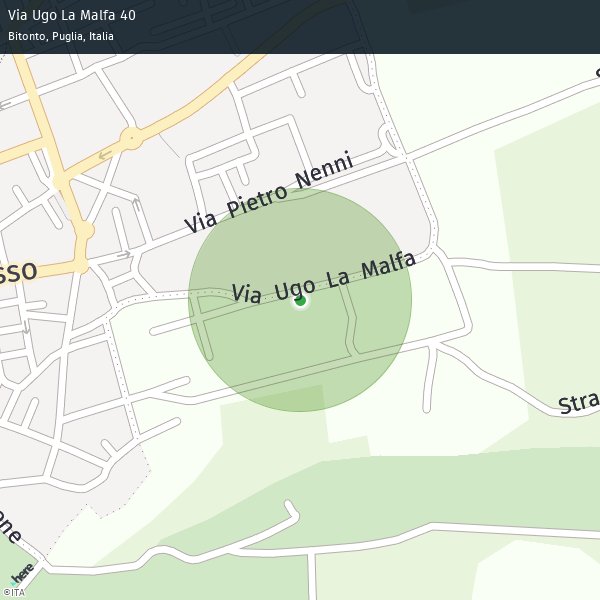 Via Ugo La Malfa 40
Bitonto, Puglia, Italia
Via Pietro Nenni
sso
Via Ugo La Malfa
Stra
one
here
©ITA